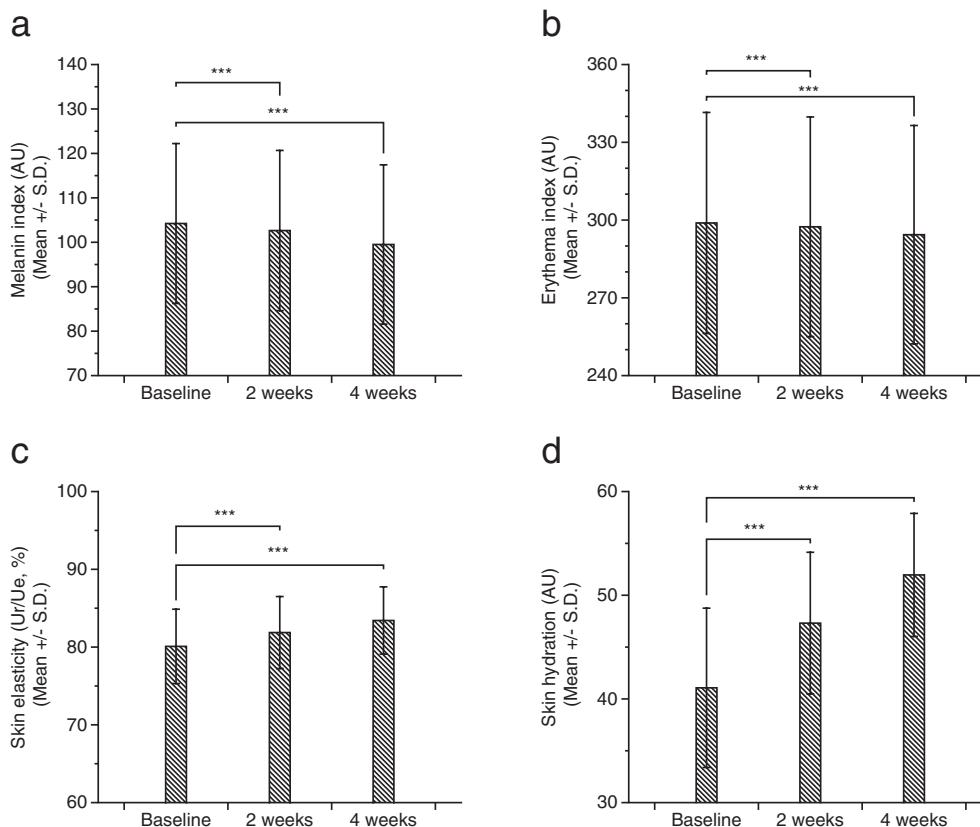 a
Melanin index (AU)
(Mean +/- S.D.)
140
130
120
110
100
90
80
70
***
***
Baseline 2 weeks 4 weeks
b
Erythema index (AU)
(Mean +/- S.D.)
360
330
300
270
240
***
***
Baseline 2 weeks 4 weeks
c
Skin elasticity (Ur/Ue, %)
(Mean +/- S.D.)
100
90
80
70
60
***
***
Baseline 2 weeks 4 weeks
d
Skin hydration (AU)
(Mean +/- S.D.)
60
50
40
30
***
***
Baseline 2 weeks 4 weeks